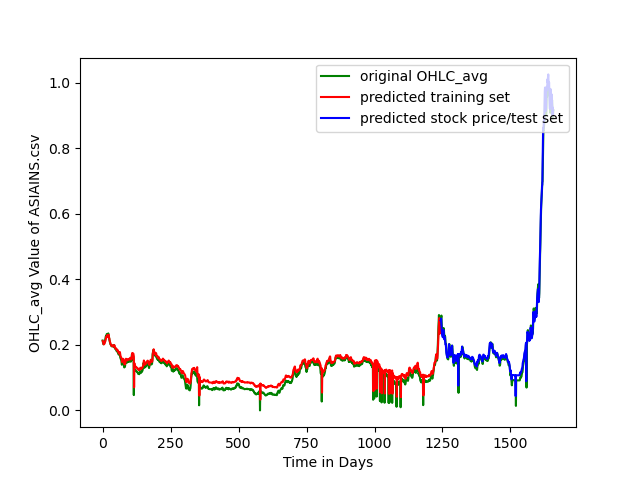 original OHLC_avg
predicted training set
predicted stock price/test set
OHLC_avg Value of ASIAINS.csv
1.0
0.8
0.6
0.4
0.2
0.0
0 250 500 750 1000 1250 1500
Time in Days